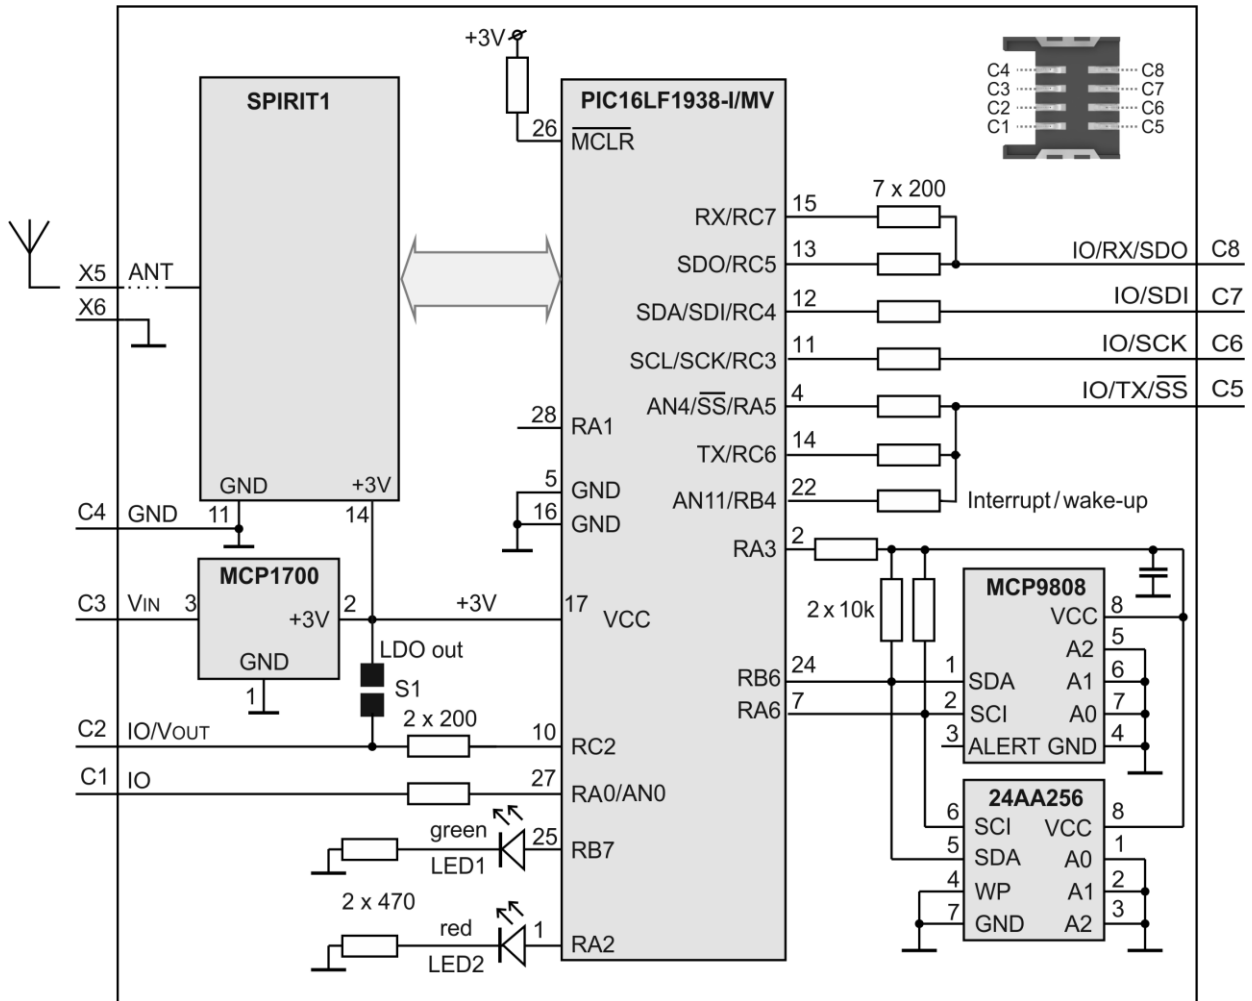 +3V
SPIRIT1
PIC16LF1938-I/MV
C4
C8
C3
C7
C2
C6
C1
C5
26
MCLR
7 x 200
RX/RC7
15
SDO/RC5
13
IO/RX/SDO
C8
SDA/SDI/RC4
12
IO/SDI
C7
SCL/SCK/RC3
11
IO/SCK
C6
AN4/SS/RA5
4
IO/TX/SS
C5
TX/RC6
14
AN11/RB4
22
Interrupt/wake-up
X5
ANT
X6
28
RA1
5
GND
16
GND
RA3
2
GND
+3V
11
14
C4
GND
MCP1700
C3
VIN
3
+3V
2
+3V
17
VCC
GND
1
LDO out
S1
2 x 200
C2
IO/VOUT
10
RC2
C1
IO
27
RA0/AN0
green
LED1
25
RB7
2 x 470
red
LED2
1
RA2
2 x 10k
RB6
24
RA6
7
MCP9808
VCC
8
A2
5
1
SDA
A1
6
2
SCI
A0
7
3
ALERT
GND
4
24AA256
6
SCI
VCC
8
5
SDA
A0
1
4
WP
A1
2
7
GND
A2
3